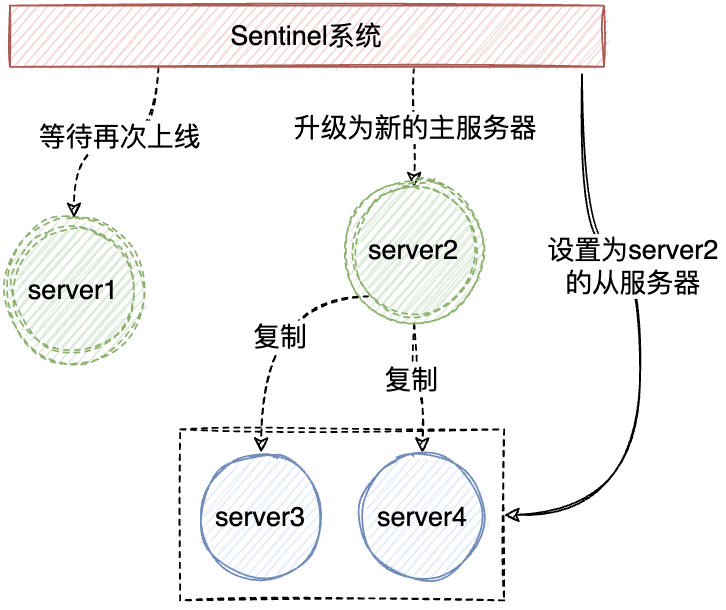 Sentinel系统
等待再次上线
升级为新的主服务器
server1
server2
设置为server2
的从服务器
复制
复制
server3
server4